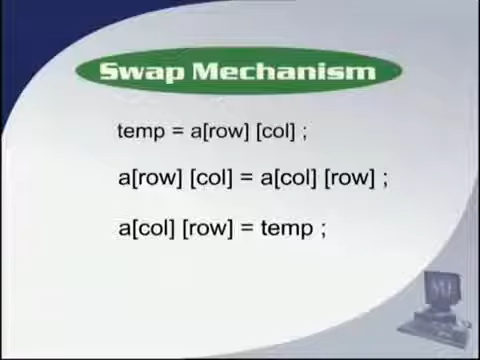 Swap Mechanism
temp = a[row] [col] ;
a[row] [col] = a[col] [row] ;
a[col] [row] = temp ;